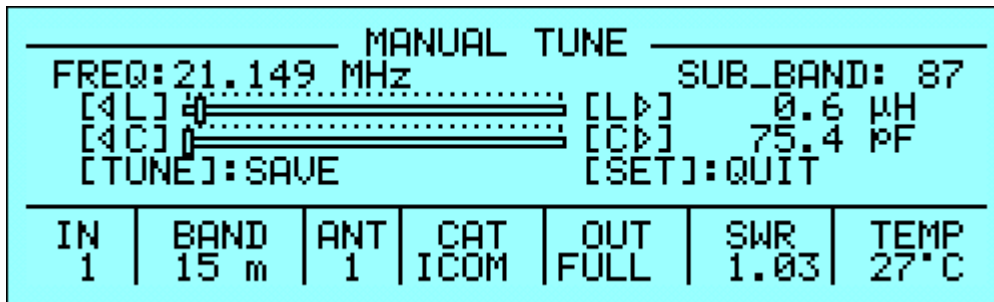 MANUAL TUNE
FREQ:21.149 MHz SUB_BAND: 87
[◁L] [L▷] 0.6 µH
[◁C] [C▷] 75.4 pF
[TUNE]:SAVE [SET]:QUIT
IN BAND ANT CAT OUT SWR TEMP
1 15 m 1 ICOM FULL 1.03 27°C